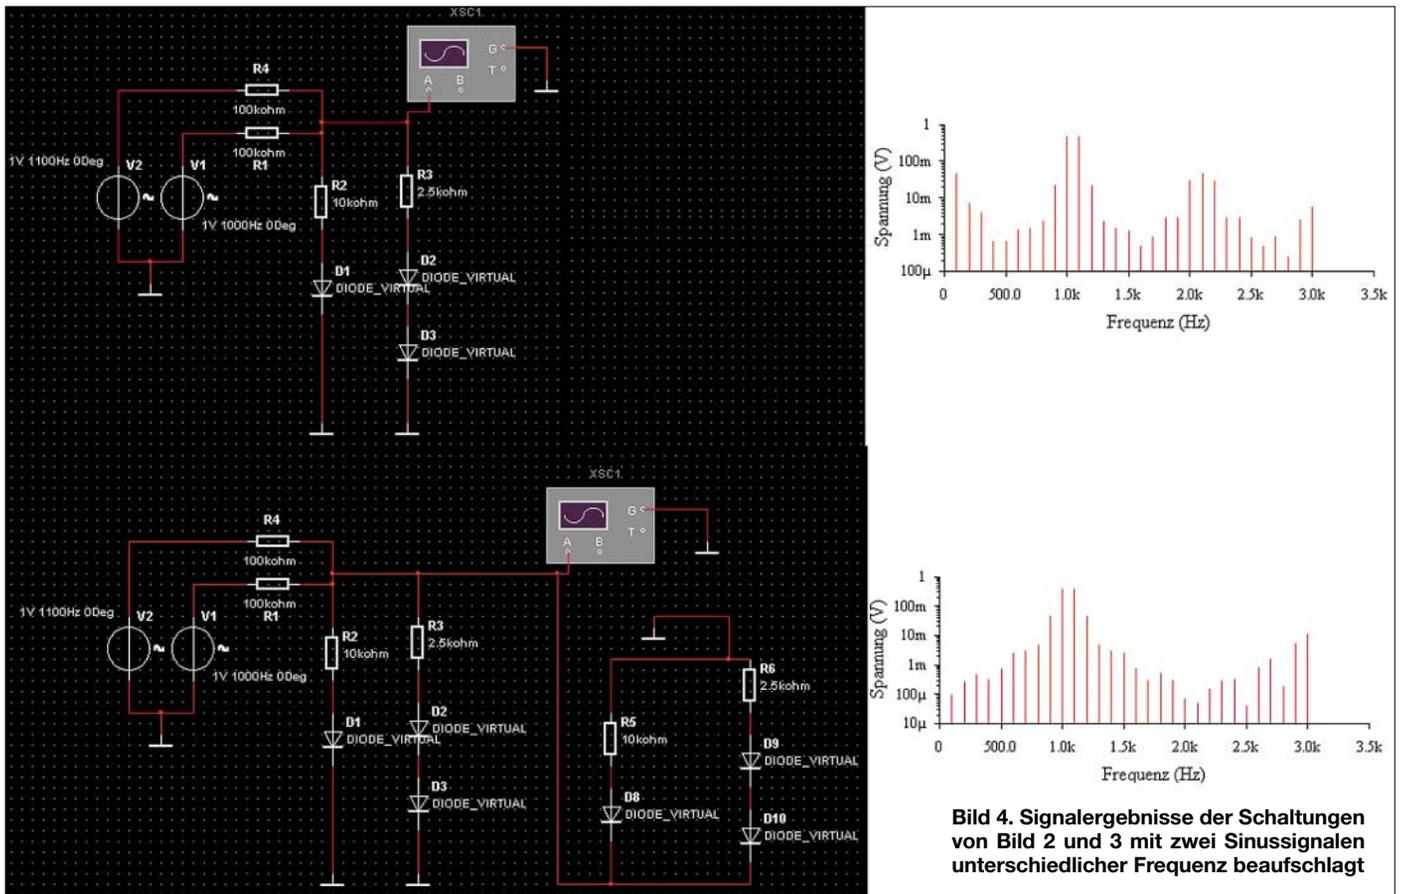 XSC1
G
T
A B
R4
100kohm
100kohm
R1
1V 1100Hz 0Deg
V2
V1
1V 1000Hz 0Deg
R2
10kohm
R3
2.5kohm
D1
DIODE_VIRTUAL
D2
DIODE_VIRTUAL
D3
DIODE_VIRTUAL
Spannung (V)
1
100m
10m
1m
100µ
0 500.0 1.0k 1.5k 2.0k 2.5k 3.0k 3.5k
Frequenz (Hz)
XSC1
G
T
A B
R4
100kohm
100kohm
R1
1V 1100Hz 0Deg
V2
V1
1V 1000Hz 0Deg
R2
10kohm
R3
2.5kohm
D1
DIODE_VIRTUAL
D2
DIODE_VIRTUAL
D3
DIODE_VIRTUAL
R5
10kohm
R6
2.5kohm
D8
DIODE_VIRTUAL
D9
DIODE_VIRTUAL
D10
DIODE_VIRTUAL
Spannung (V)
1
100m
10m
1m
100µ
10µ
0 500.0 1.0k 1.5k 2.0k 2.5k 3.0k 3.5k
Frequenz (Hz)
Bild 4. Signalergebnisse der Schaltungen
von Bild 2 und 3 mit zwei Sinussignalen
unterschiedlicher Frequenz beaufschlagt